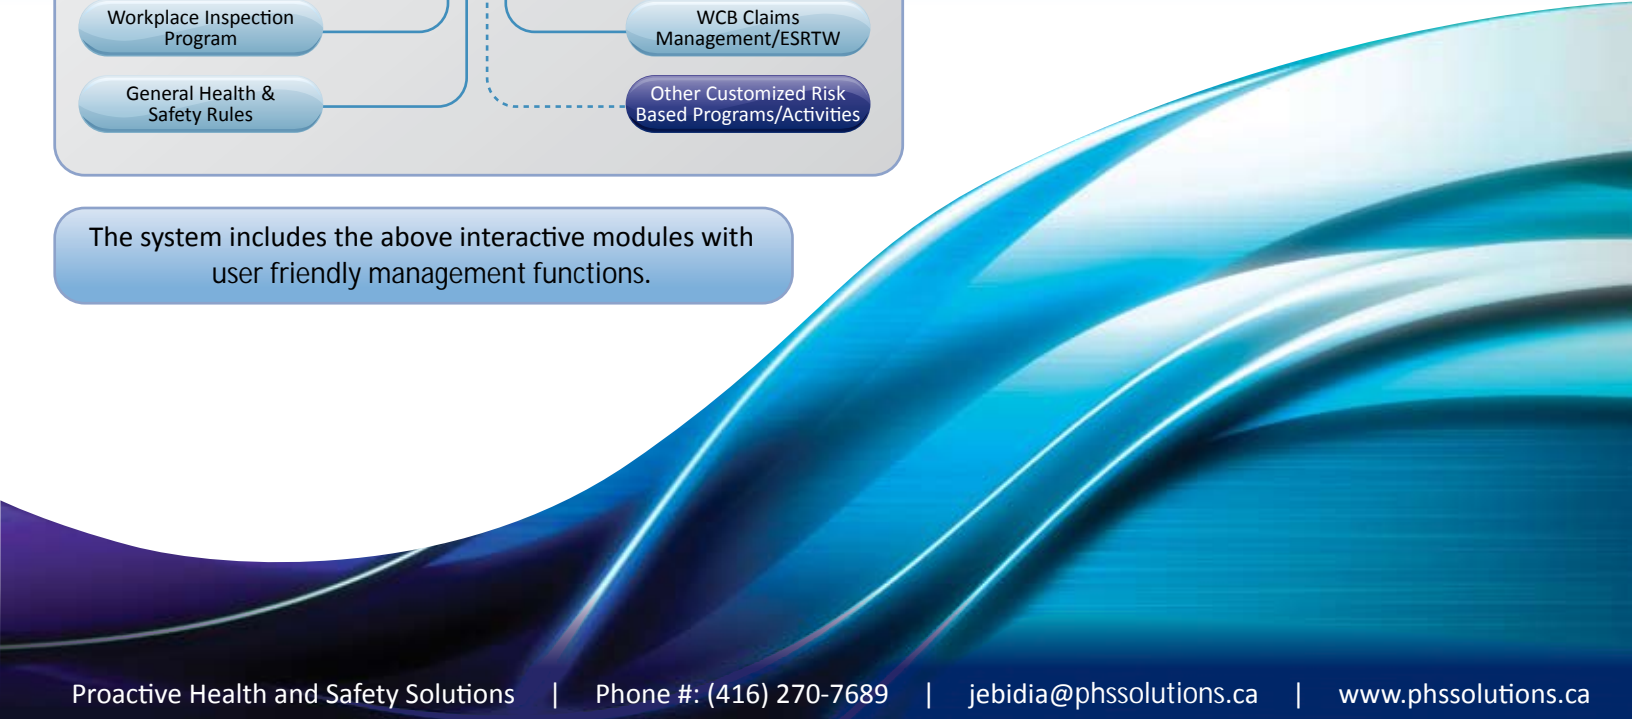 Workplace Inspection
Program
WCB Claims
Management/ESRTW
General Health &
Safety Rules
Other Customized Risk
Based Programs/Activities
The system includes the above interactive modules with
user friendly management functions.
Proactive Health and Safety Solutions | Phone #: (416) 270-7689 | jebidia@phssolutions.ca | www.phssolutions.ca